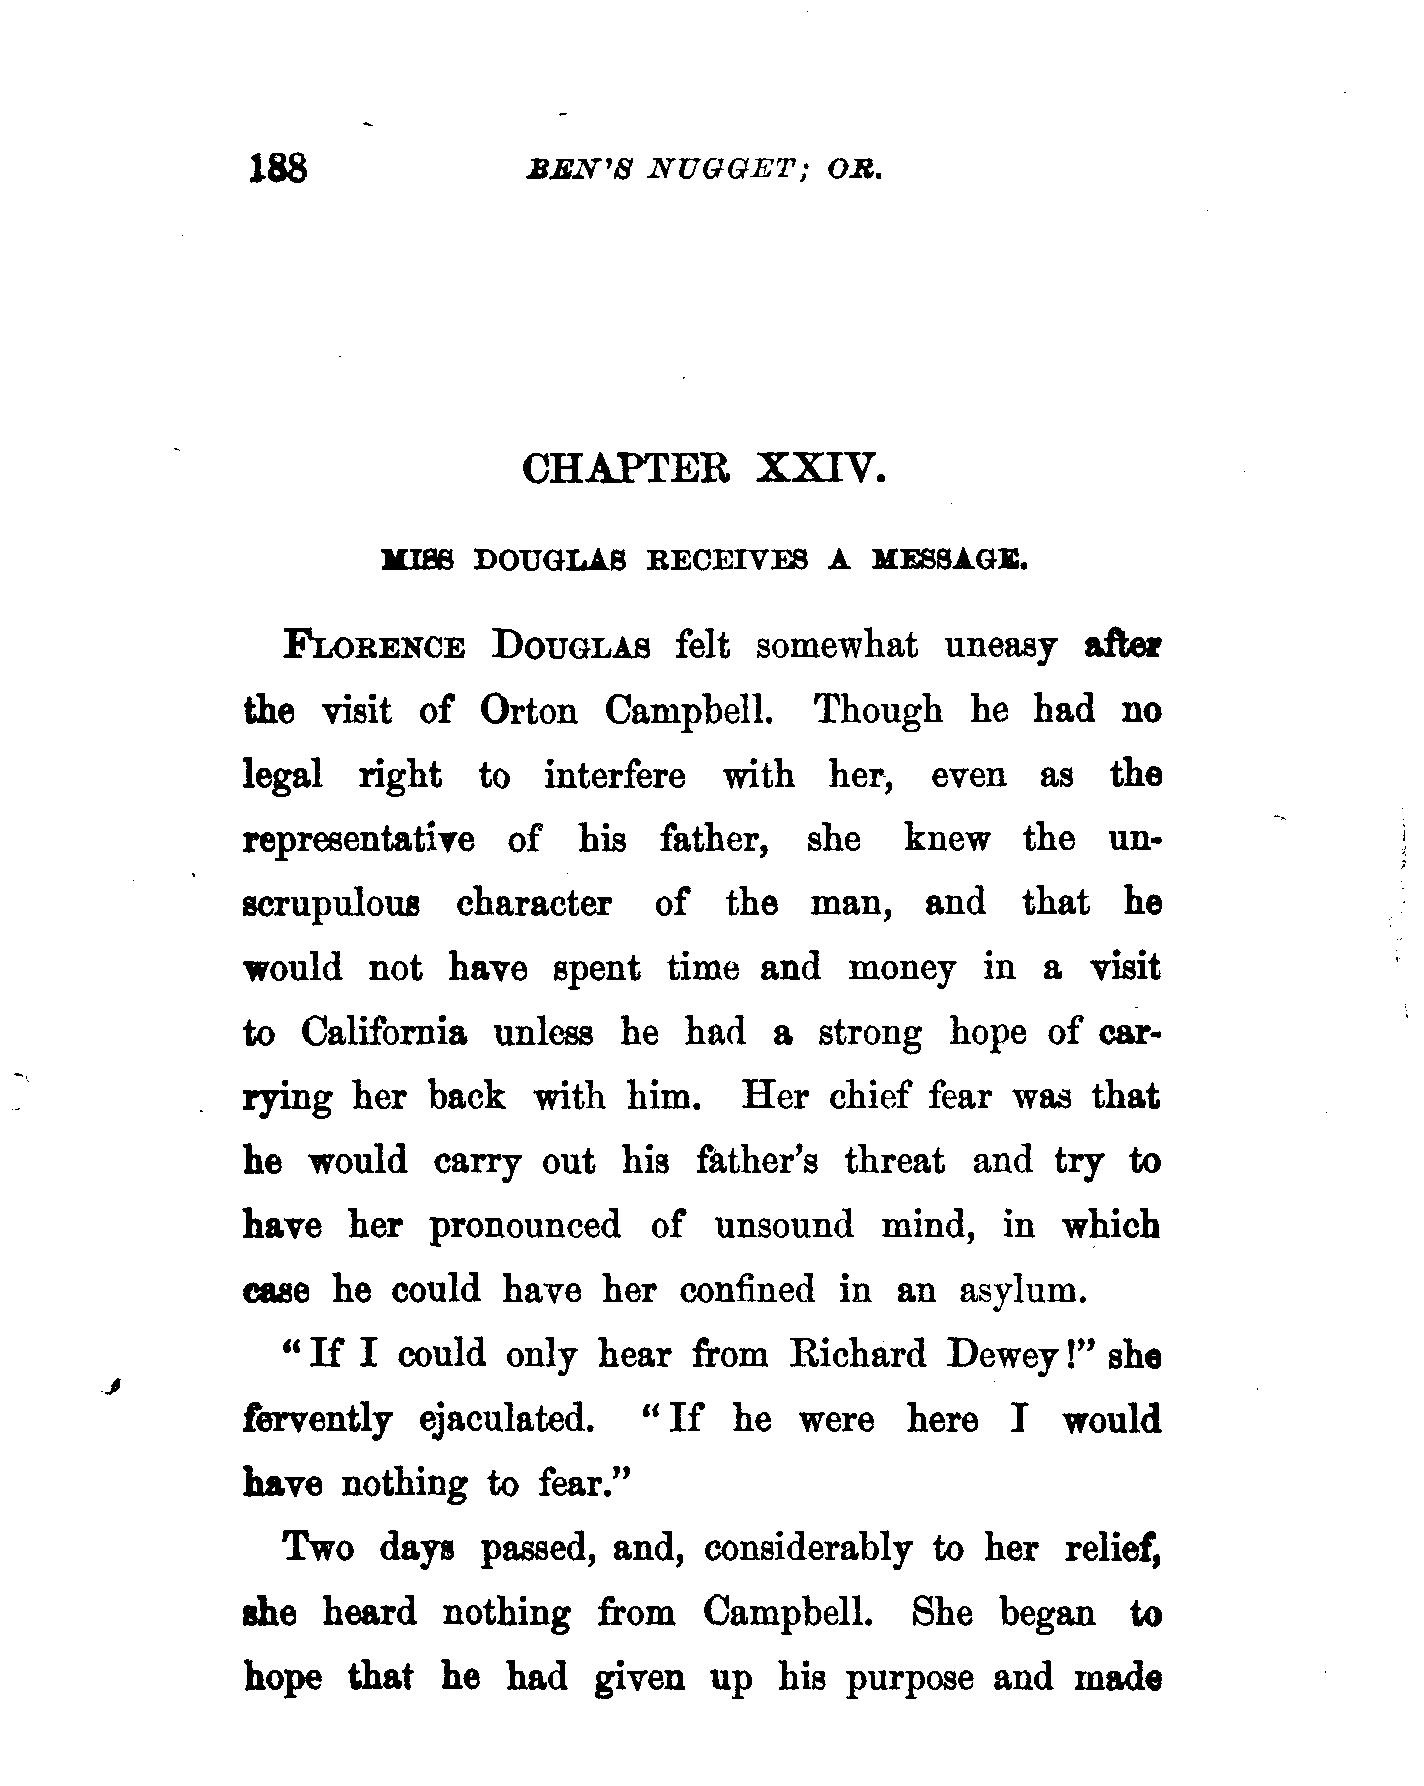 188 BEN'S NUGGET; OR.
CHAPTER XXIV.
MISS DOUGLAS RECEIVES A MESSAGE.
FLORENCE DOUGLAS felt somewhat uneasy after
the visit of Orton Campbell. Though he had no
legal right to interfere with her, even as the
representative of his father, she knew the un-
scrupulous character of the man, and that he
would not have spent time and money in a visit
to California unless he had a strong hope of car-
rying her back with him. Her chief fear was that
he would carry out his father's threat and try to
have her pronounced of unsound mind, in which
case he could have her confined in an asylum.
"If I could only hear from Richard Dewey!" she
fervently ejaculated. "If he were here I would
have nothing to fear."
Two days passed, and, considerably to her relief,
she heard nothing from Campbell. She began to
hope that he had given up his purpose and made